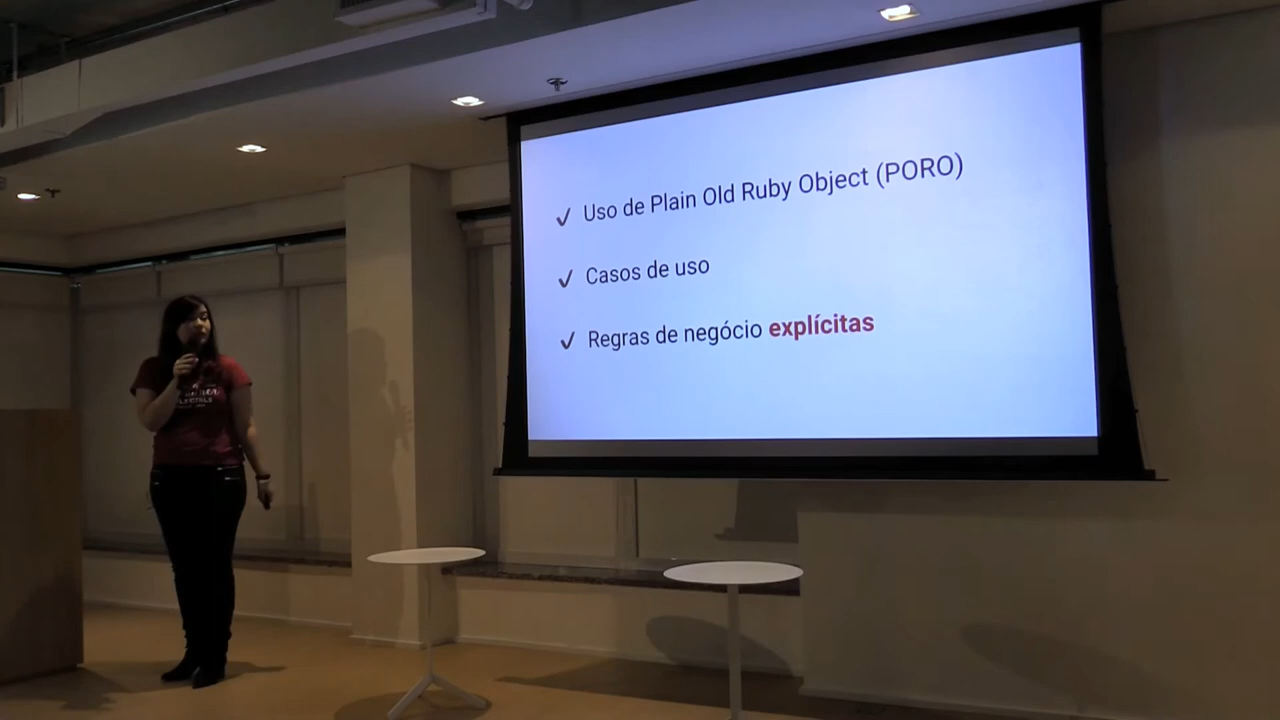 ✓ Uso de Plain Old Ruby Object (PORO)
✓ Casos de uso
✓ Regras de negócio explícitas